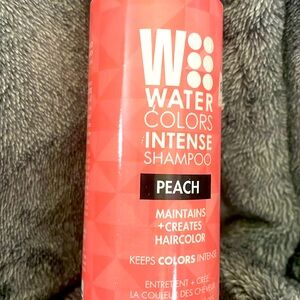 W
WATER
COLORS
INTENSE
SHAMPOO
PEACH
MAINTAINS
+CREATES
HAIRCOLOR
KEEPS COLORS INTENSE
ENTRETIENT + CRÉE
LA COULEUR DES CHEVEUX